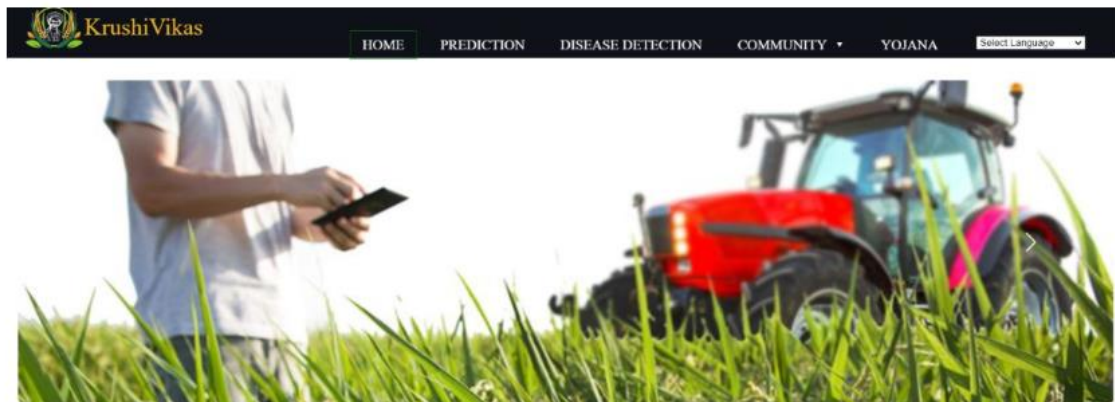 KrushiVikas
HOME PREDICTION DISEASE DETECTION COMMUNITY ▾ YOJANA Select Language